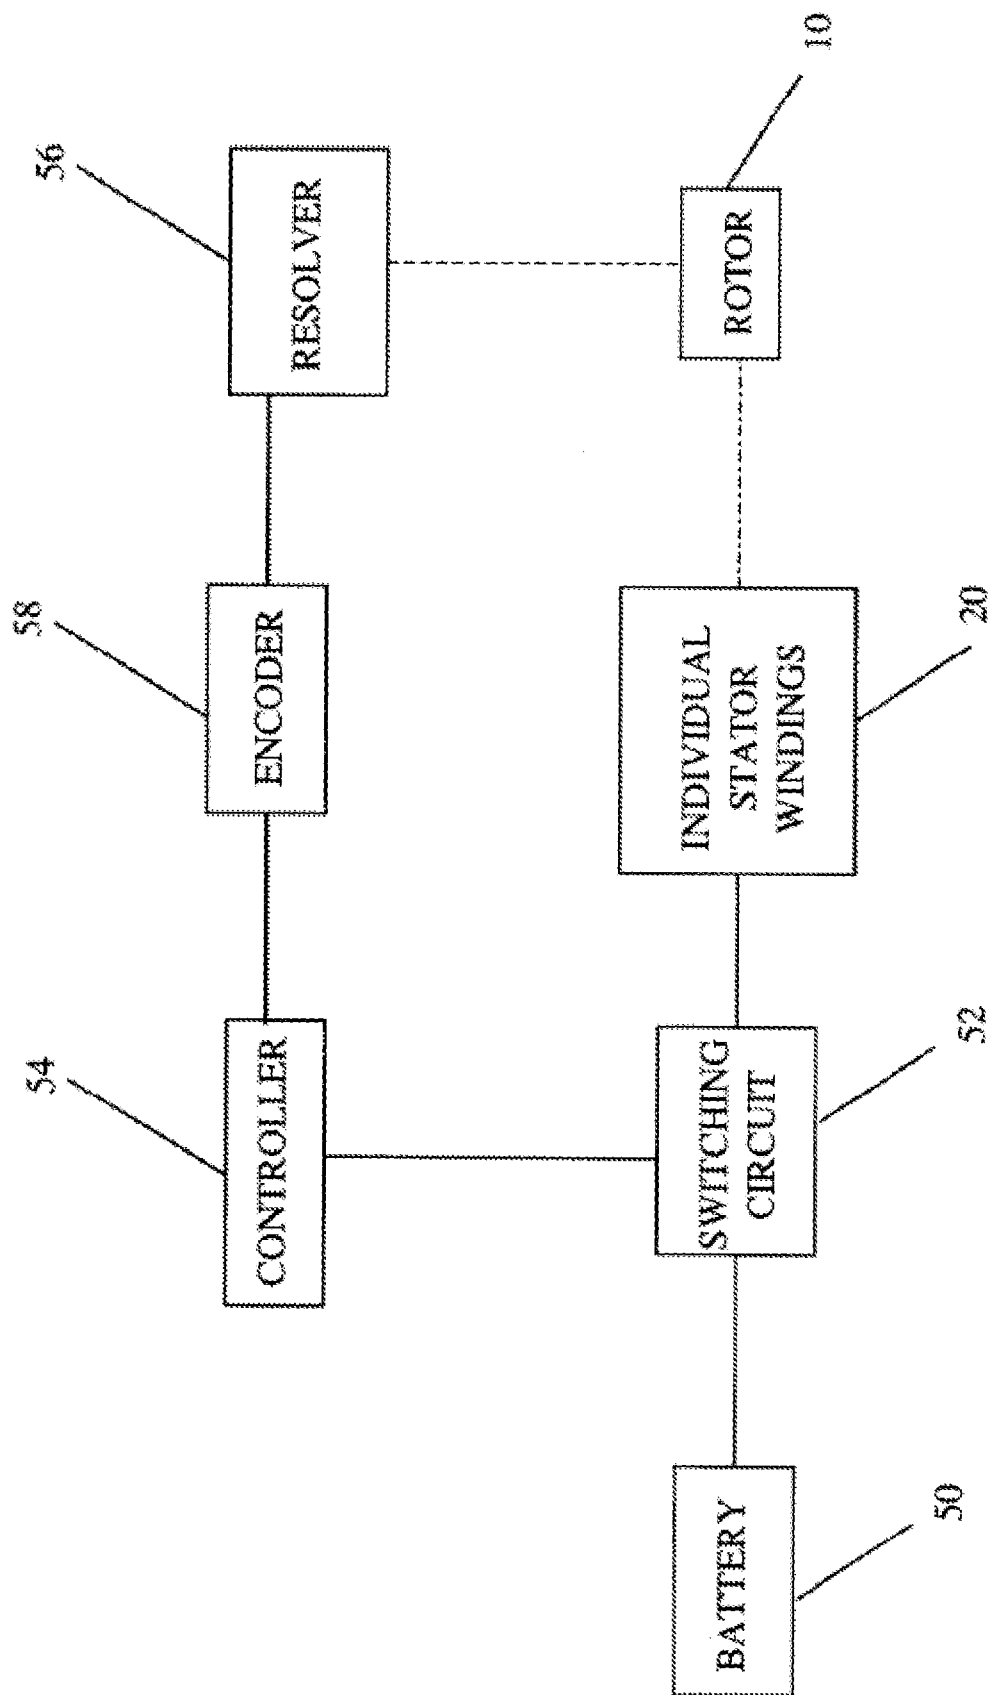 54
58
56
CONTROLLER
ENCODER
RESOLVER
BATTERY
SWITCHING
CIRCUIT
INDIVIDUAL
STATOR
WINDINGS
ROTOR
50
52
20
10